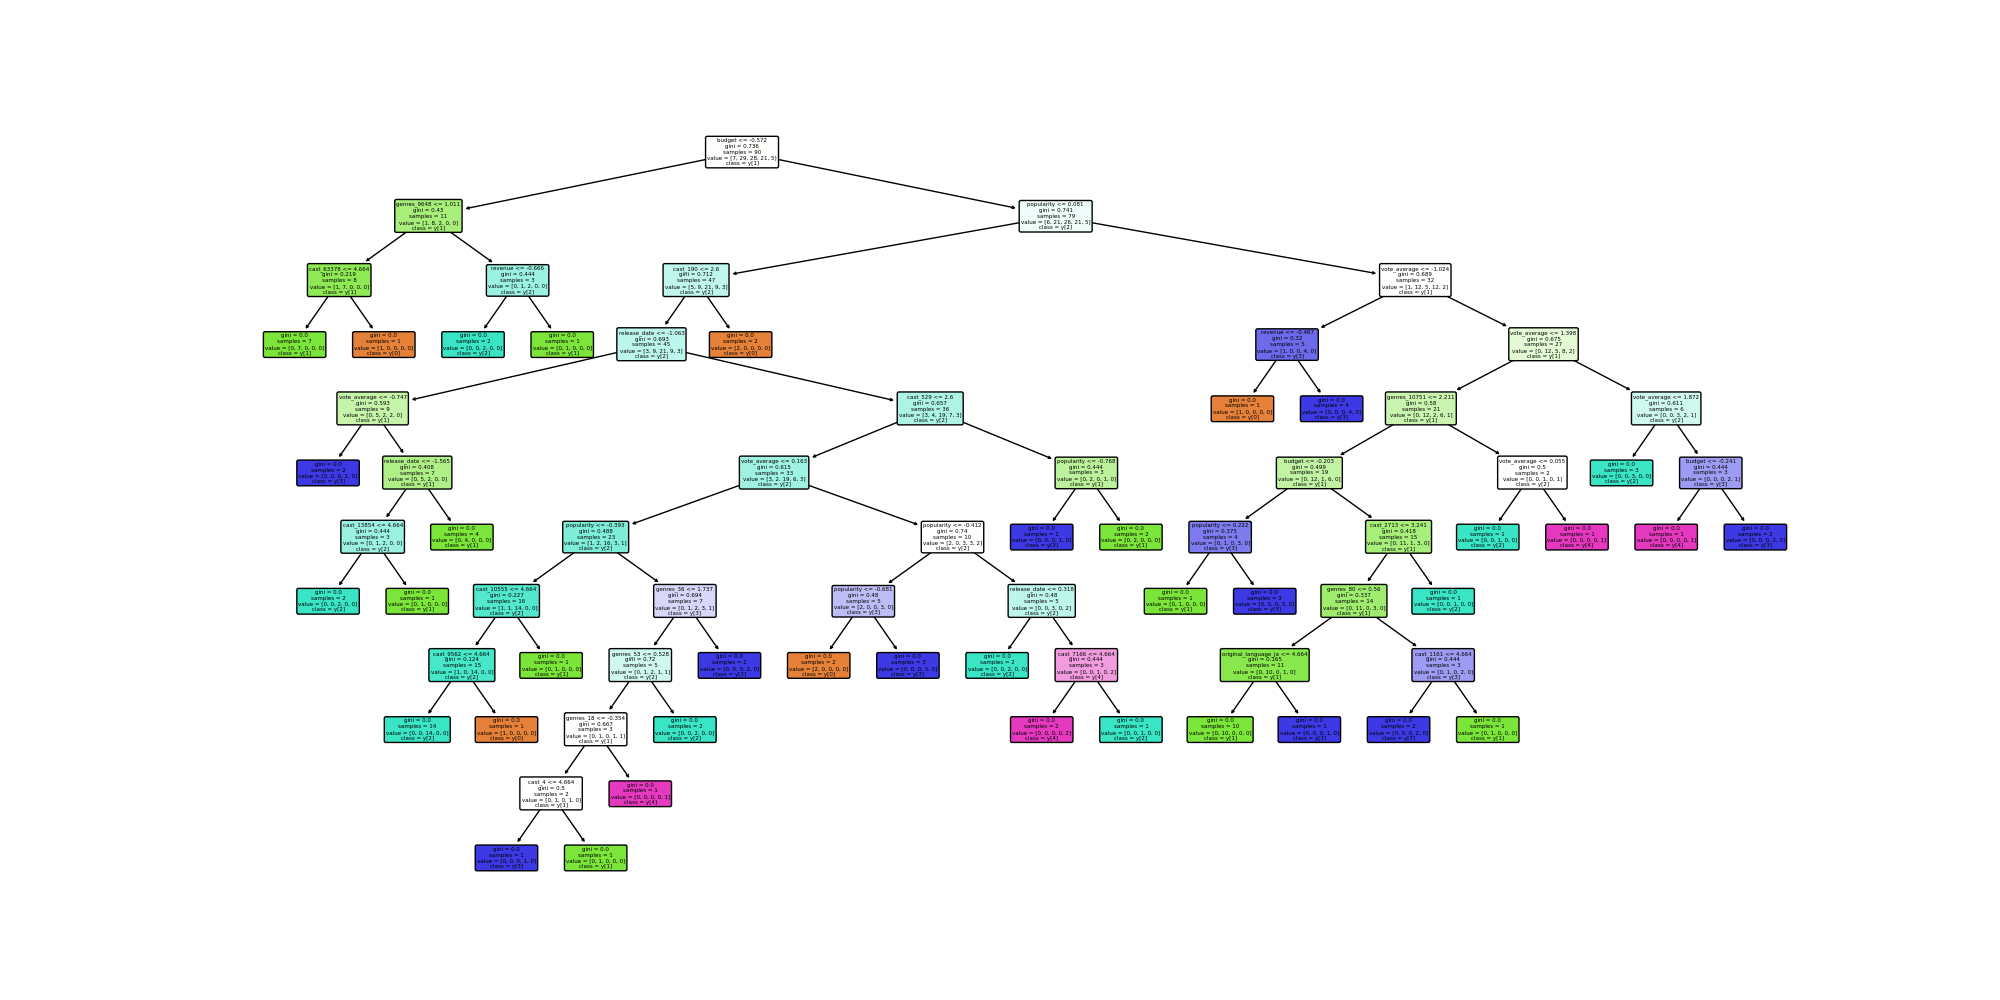 budget <= -0.572
gini = 0.736
samples = 90
value = [7, 29, 28, 21, 5]
class = y[1]
genres_9648 <= 1.011
gini = 0.43
samples = 11
value = [1, 8, 2, 0, 0]
class = y[1]
popularity <= 0.081
gini = 0.741
samples = 79
value = [6, 21, 26, 21, 5]
class = y[2]
cast_63378 <= 4.664
gini = 0.219
samples = 8
value = [1, 7, 0, 0, 0]
class = y[1]
revenue <= -0.666
gini = 0.444
samples = 3
value = [0, 1, 2, 0, 0]
class = y[2]
cast_190 <= 2.6
gini = 0.712
samples = 47
value = [5, 9, 21, 9, 3]
class = y[2]
vote_average <= -1.024
gini = 0.689
samples = 32
value = [1, 12, 5, 12, 2]
class = y[1]
gini = 0.0
samples = 7
value = [0, 7, 0, 0, 0]
class = y[1]
gini = 0.0
samples = 1
value = [1, 0, 0, 0, 0]
class = y[0]
gini = 0.0
samples = 2
value = [0, 0, 2, 0, 0]
class = y[2]
gini = 0.0
samples = 1
value = [0, 1, 0, 0, 0]
class = y[1]
release_date <= -1.063
gini = 0.693
samples = 45
value = [3, 9, 21, 9, 3]
class = y[2]
gini = 0.0
samples = 2
value = [2, 0, 0, 0, 0]
class = y[0]
revenue <= -0.467
gini = 0.32
samples = 5
value = [1, 0, 0, 4, 0]
class = y[3]
vote_average <= 1.398
gini = 0.675
samples = 27
value = [0, 12, 5, 8, 2]
class = y[1]
vote_average <= -0.747
gini = 0.593
samples = 9
value = [0, 5, 2, 2, 0]
class = y[1]
cast_529 <= 2.6
gini = 0.657
samples = 36
value = [3, 4, 19, 7, 3]
class = y[2]
gini = 0.0
samples = 1
value = [1, 0, 0, 0, 0]
class = y[0]
gini = 0.0
samples = 4
value = [0, 0, 0, 4, 0]
class = y[3]
genres_10751 <= 2.211
gini = 0.58
samples = 21
value = [0, 12, 2, 6, 1]
class = y[1]
vote_average <= 1.872
gini = 0.611
samples = 6
value = [0, 0, 3, 2, 1]
class = y[2]
gini = 0.0
samples = 2
value = [0, 0, 0, 2, 0]
class = y[3]
release_date <= -1.565
gini = 0.408
samples = 7
value = [0, 5, 2, 0, 0]
class = y[1]
vote_average <= 0.163
gini = 0.615
samples = 33
value = [3, 2, 19, 6, 3]
class = y[2]
popularity <= -0.768
gini = 0.444
samples = 3
value = [0, 2, 0, 1, 0]
class = y[1]
budget <= -0.203
gini = 0.499
samples = 19
value = [0, 12, 1, 6, 0]
class = y[1]
vote_average <= 0.055
gini = 0.5
samples = 2
value = [0, 0, 1, 0, 1]
class = y[2]
gini = 0.0
samples = 3
value = [0, 0, 3, 0, 0]
class = y[2]
budget <= -0.241
gini = 0.444
samples = 3
value = [0, 0, 0, 2, 1]
class = y[3]
cast_13854 <= 4.664
gini = 0.444
samples = 3
value = [0, 1, 2, 0, 0]
class = y[2]
gini = 0.0
samples = 4
value = [0, 4, 0, 0, 0]
class = y[1]
popularity <= -0.393
gini = 0.488
samples = 23
value = [1, 2, 16, 3, 1]
class = y[2]
popularity <= -0.412
gini = 0.74
samples = 10
value = [2, 0, 3, 3, 2]
class = y[2]
gini = 0.0
samples = 1
value = [0, 0, 0, 1, 0]
class = y[3]
gini = 0.0
samples = 2
value = [0, 2, 0, 0, 0]
class = y[1]
popularity <= 0.222
gini = 0.375
samples = 4
value = [0, 1, 0, 3, 0]
class = y[3]
cast_2713 <= 3.241
gini = 0.418
samples = 15
value = [0, 11, 1, 3, 0]
class = y[1]
gini = 0.0
samples = 1
value = [0, 0, 1, 0, 0]
class = y[2]
gini = 0.0
samples = 1
value = [0, 0, 0, 0, 1]
class = y[4]
gini = 0.0
samples = 1
value = [0, 0, 0, 0, 1]
class = y[4]
gini = 0.0
samples = 2
value = [0, 0, 0, 2, 0]
class = y[3]
gini = 0.0
samples = 2
value = [0, 0, 2, 0, 0]
class = y[2]
gini = 0.0
samples = 1
value = [0, 1, 0, 0, 0]
class = y[1]
cast_10555 <= 4.664
gini = 0.227
samples = 16
value = [1, 1, 14, 0, 0]
class = y[2]
genres_36 <= 1.737
gini = 0.694
samples = 7
value = [0, 1, 2, 3, 1]
class = y[3]
popularity <= -0.681
gini = 0.48
samples = 5
value = [2, 0, 0, 3, 0]
class = y[3]
release_date <= 0.318
gini = 0.48
samples = 5
value = [0, 0, 3, 0, 2]
class = y[2]
gini = 0.0
samples = 1
value = [0, 1, 0, 0, 0]
class = y[1]
gini = 0.0
samples = 3
value = [0, 0, 0, 3, 0]
class = y[3]
genres_80 <= 0.56
gini = 0.337
samples = 14
value = [0, 11, 0, 3, 0]
class = y[1]
gini = 0.0
samples = 1
value = [0, 0, 1, 0, 0]
class = y[2]
cast_9562 <= 4.664
gini = 0.124
samples = 15
value = [1, 0, 14, 0, 0]
class = y[2]
gini = 0.0
samples = 1
value = [0, 1, 0, 0, 0]
class = y[1]
genres_53 <= 0.528
gini = 0.72
samples = 5
value = [0, 1, 2, 1, 1]
class = y[2]
gini = 0.0
samples = 2
value = [0, 0, 0, 2, 0]
class = y[3]
gini = 0.0
samples = 2
value = [2, 0, 0, 0, 0]
class = y[0]
gini = 0.0
samples = 3
value = [0, 0, 0, 3, 0]
class = y[3]
gini = 0.0
samples = 2
value = [0, 0, 2, 0, 0]
class = y[2]
cast_7166 <= 4.664
gini = 0.444
samples = 3
value = [0, 0, 1, 0, 2]
class = y[4]
original_language_ja <= 4.664
gini = 0.165
samples = 11
value = [0, 10, 0, 1, 0]
class = y[1]
cast_1161 <= 4.664
gini = 0.444
samples = 3
value = [0, 1, 0, 2, 0]
class = y[3]
gini = 0.0
samples = 14
value = [0, 0, 14, 0, 0]
class = y[2]
gini = 0.0
samples = 1
value = [1, 0, 0, 0, 0]
class = y[0]
genres_18 <= -0.354
gini = 0.667
samples = 3
value = [0, 1, 0, 1, 1]
class = y[1]
gini = 0.0
samples = 2
value = [0, 0, 2, 0, 0]
class = y[2]
gini = 0.0
samples = 2
value = [0, 0, 0, 0, 2]
class = y[4]
gini = 0.0
samples = 1
value = [0, 0, 1, 0, 0]
class = y[2]
gini = 0.0
samples = 10
value = [0, 10, 0, 0, 0]
class = y[1]
gini = 0.0
samples = 1
value = [0, 0, 0, 1, 0]
class = y[3]
gini = 0.0
samples = 2
value = [0, 0, 0, 2, 0]
class = y[3]
gini = 0.0
samples = 1
value = [0, 1, 0, 0, 0]
class = y[1]
cast_4 <= 4.664
gini = 0.5
samples = 2
value = [0, 1, 0, 1, 0]
class = y[1]
gini = 0.0
samples = 1
value = [0, 0, 0, 0, 1]
class = y[4]
gini = 0.0
samples = 1
value = [0, 0, 0, 1, 0]
class = y[3]
gini = 0.0
samples = 1
value = [0, 1, 0, 0, 0]
class = y[1]